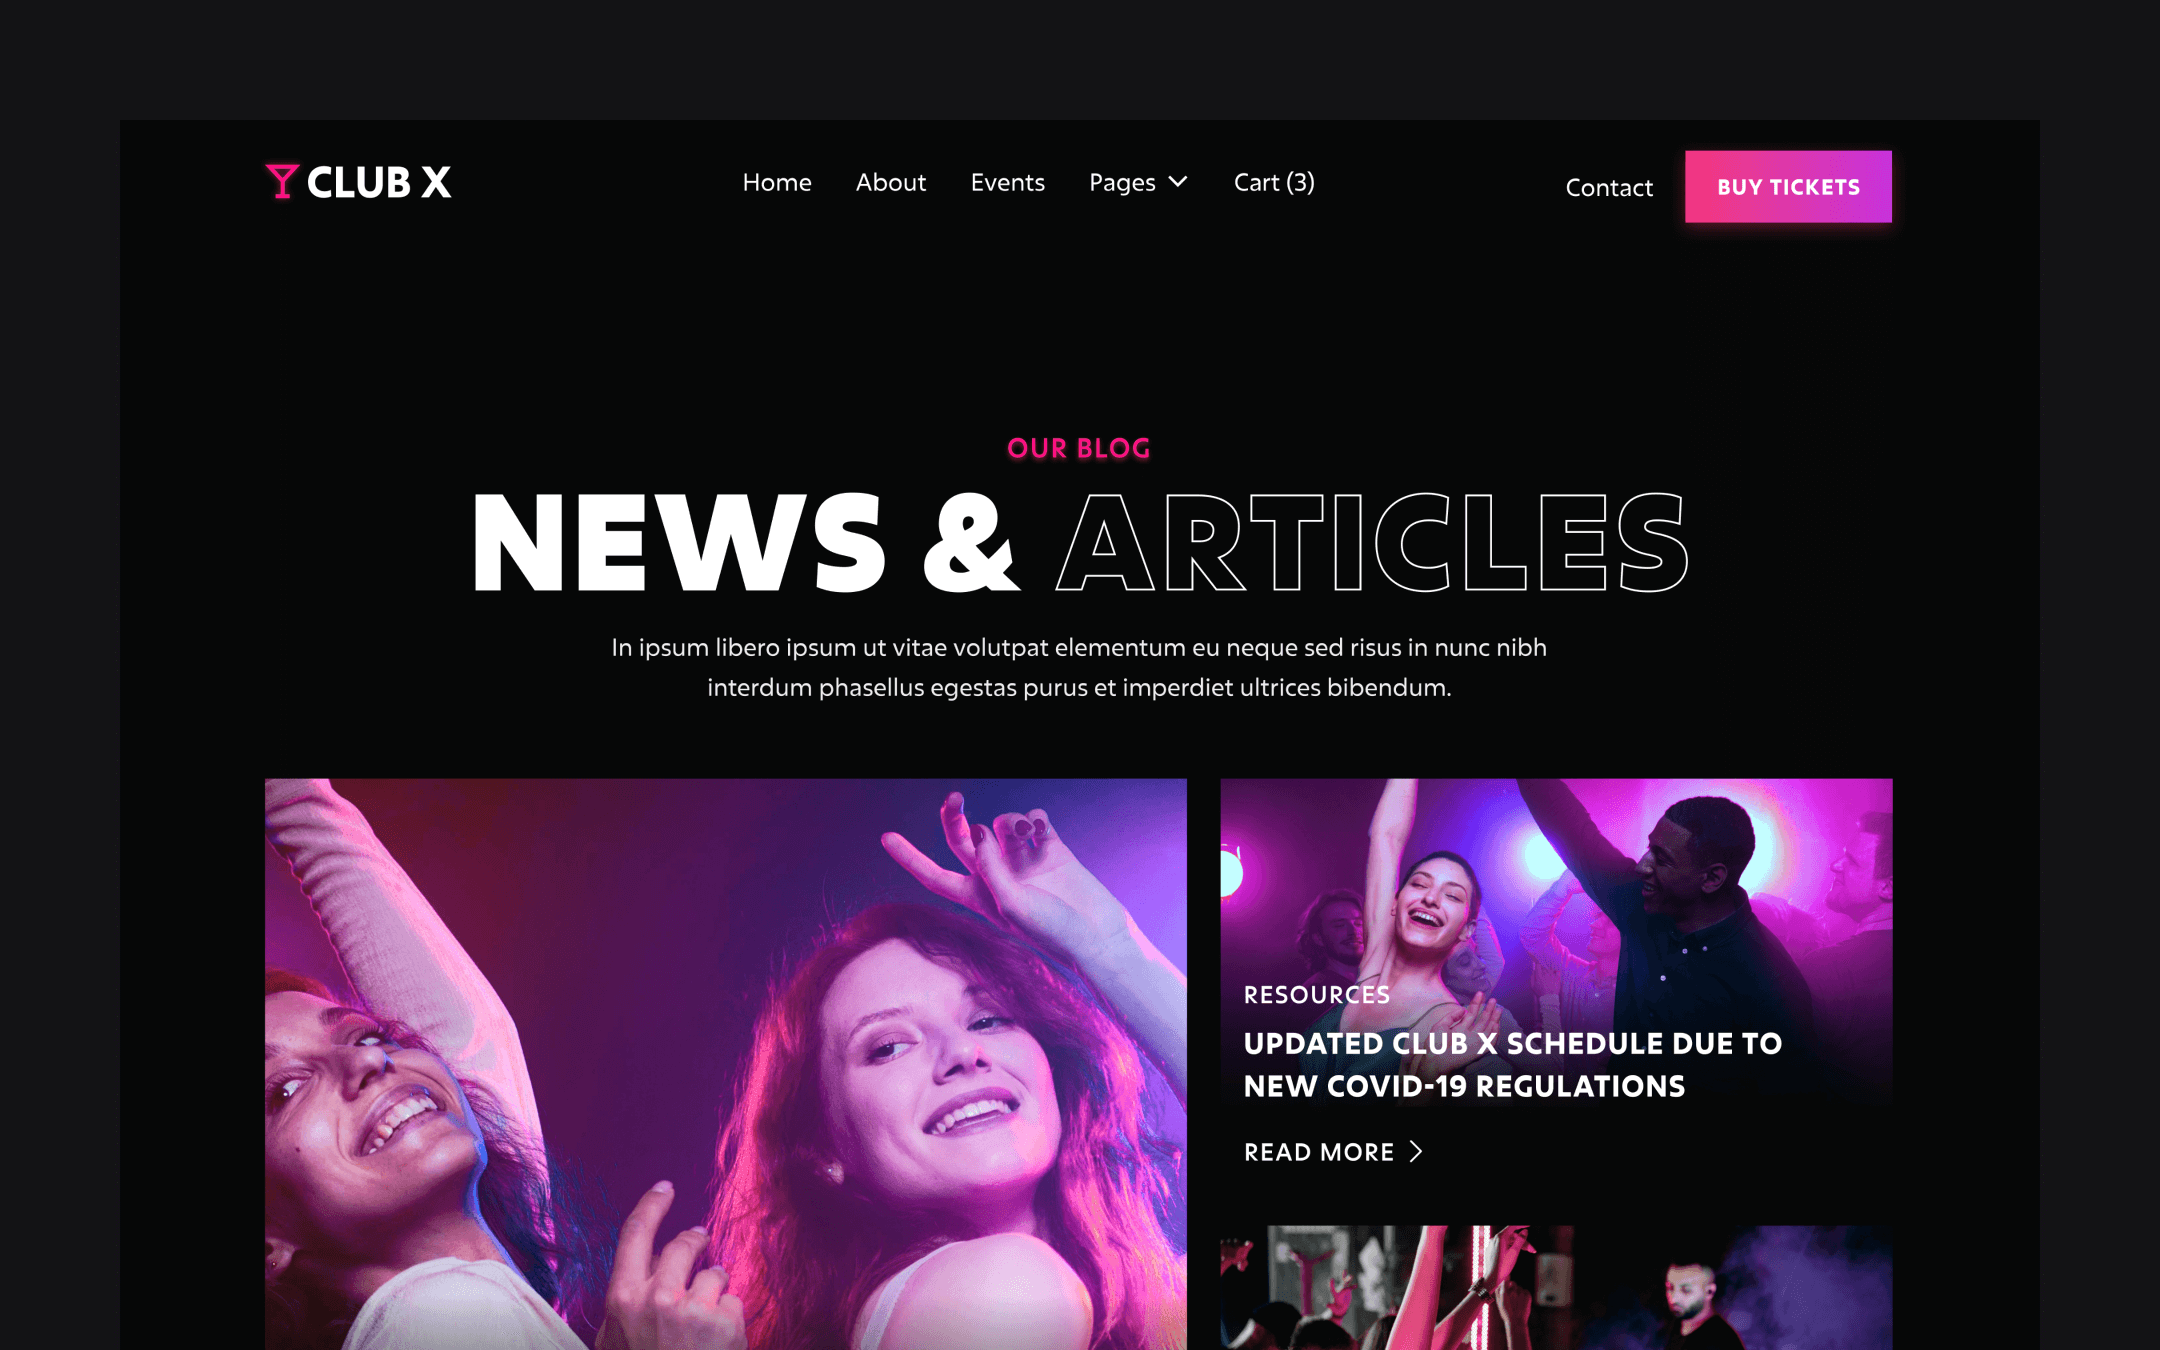 CLUB X
Home
About
Events
Pages
Cart (3)
Contact
BUY TICKETS
OUR BLOG
NEWS & ARTICLES
In ipsum libero ipsum ut vitae volutpat elementum eu neque sed risus in nunc nibh
interdum phasellus egestas purus et imperdiet ultrices bibendum.
RESOURCES
UPDATED CLUB X SCHEDULE DUE TO
NEW COVID-19 REGULATIONS
READ MORE